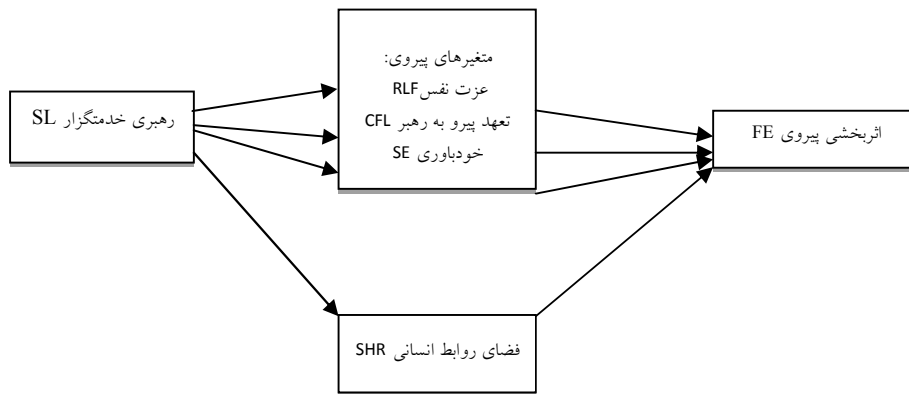 رهبری خدمتگزار SL
متغیرهای پیروی:
عزت نفسRLF
تعهد پیرو به رهبر CFL
خودباوری SE
اثربخشی پیروی FE
فضای روابط انسانی SHR